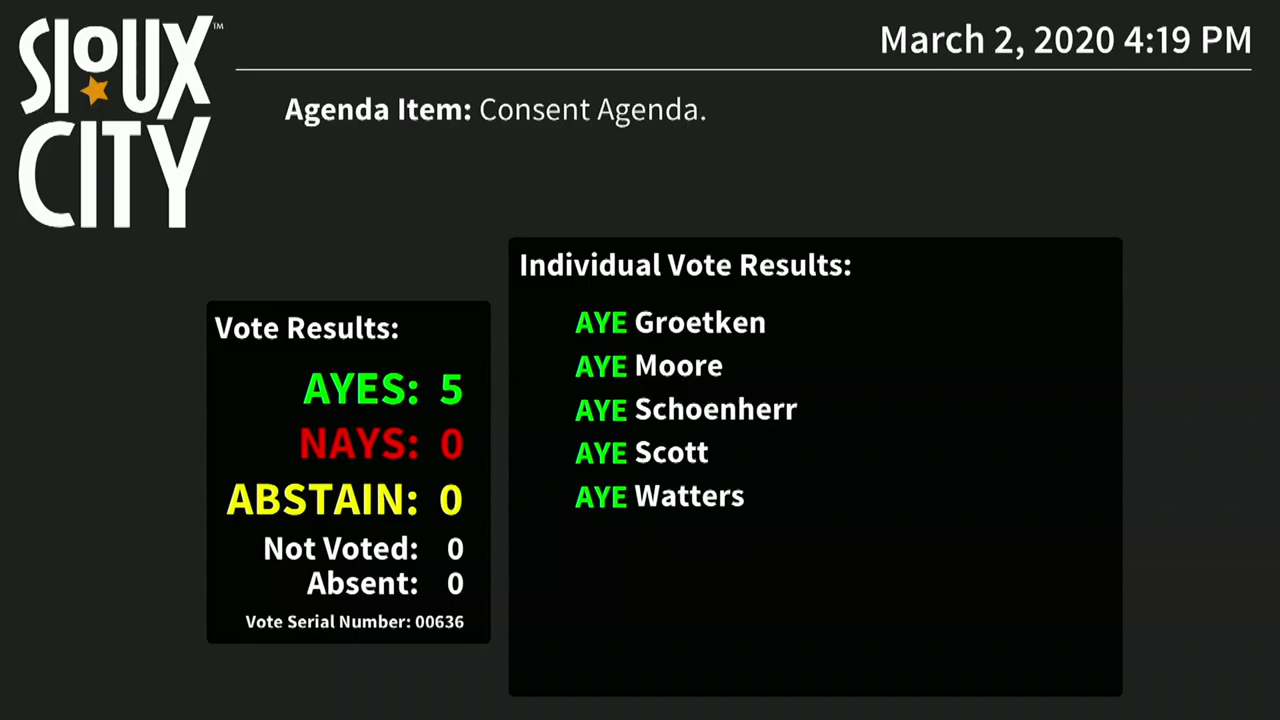 SIOUX
CITY
™
March 2, 2020 4:19 PM
Agenda Item: Consent Agenda.
Vote Results:
AYES: 5
NAYS: 0
ABSTAIN: 0
Not Voted: 0
Absent: 0
Vote Serial Number: 00636
Individual Vote Results:
AYE Groetken
AYE Moore
AYE Schoenherr
AYE Scott
AYE Watters